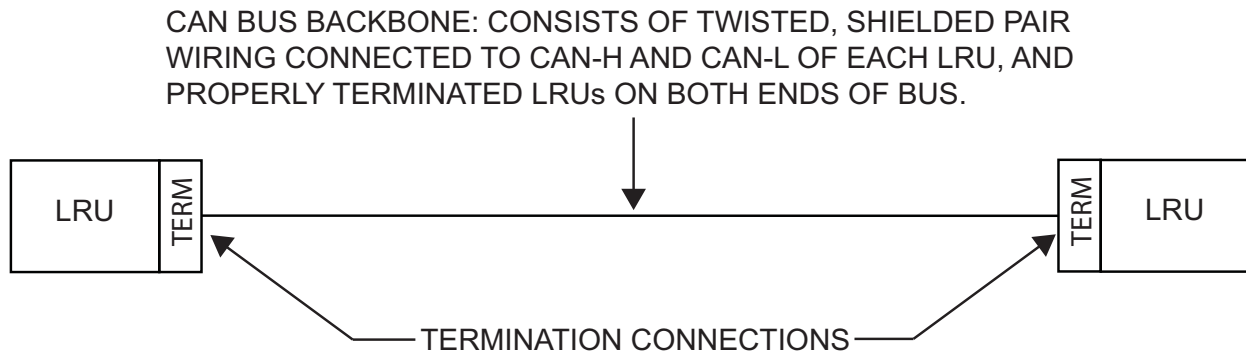 CAN BUS BACKBONE: CONSISTS OF TWISTED, SHIELDED PAIR
WIRING CONNECTED TO CAN-H AND CAN-L OF EACH LRU, AND
PROPERLY TERMINATED LRUs ON BOTH ENDS OF BUS.
LRU
TERM
TERM
LRU
TERMINATION CONNECTIONS